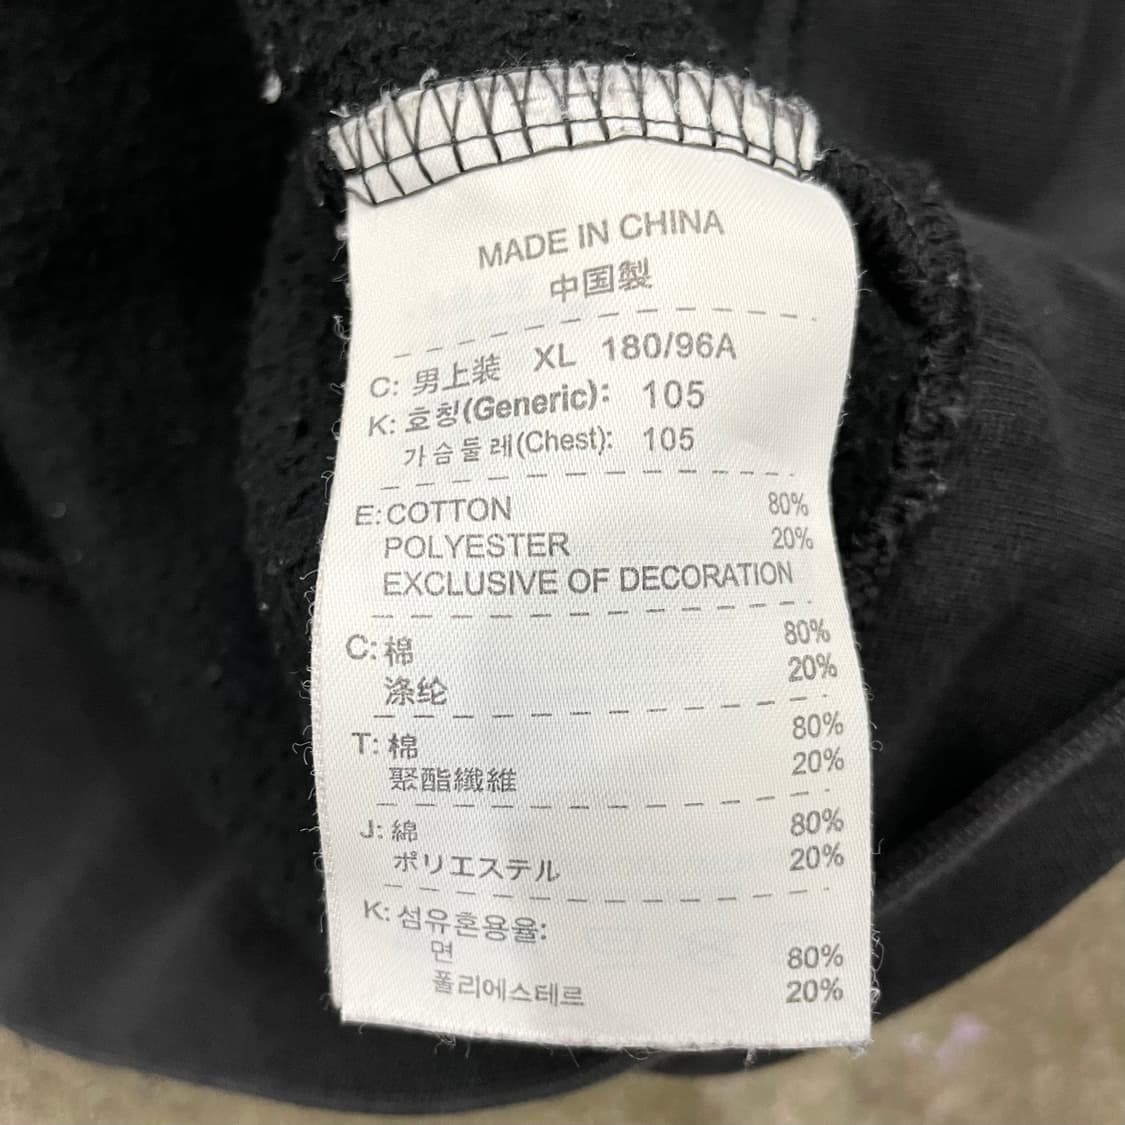 MADE IN CHINA
中国製
C: 男上装 XL 180/96A
K: 호칭(Generic): 105
가슴둘레(Chest): 105
E: COTTON 80%
POLYESTER 20%
EXCLUSIVE OF DECORATION
C: 棉 80%
涤纶 20%
T: 棉 80%
聚酯纖維 20%
J: 綿 80%
ポリエステル 20%
K: 섬유혼용율:
면 80%
폴리에스테르 20%